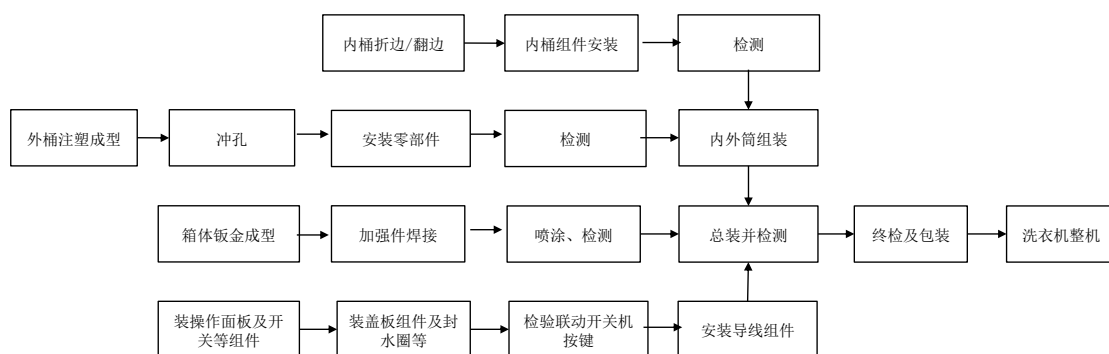 内桶折边/翻边
内桶组件安装
检测
外桶注塑成型
冲孔
安装零部件
检测
内外筒组装
箱体钣金成型
加强件焊接
喷涂、检测
总装并检测
终检及包装
洗衣机整机
装操作面板及开
关等组件
装盖板组件及封
水圈等
检验联动开关机
按键
安装导线组件